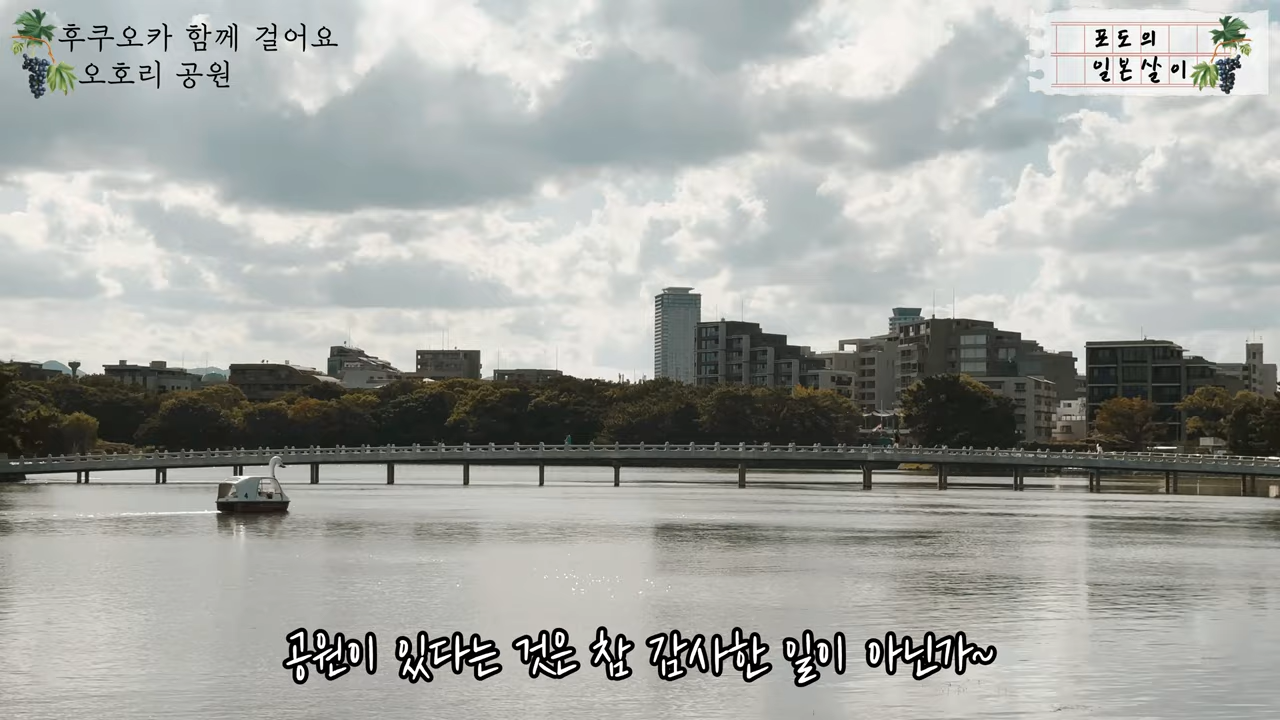 후쿠오카 함께 걸어요
오호리 공원
포도의
일본살이
공원이 있다는 것은 참 감사한 일이 아닌가~